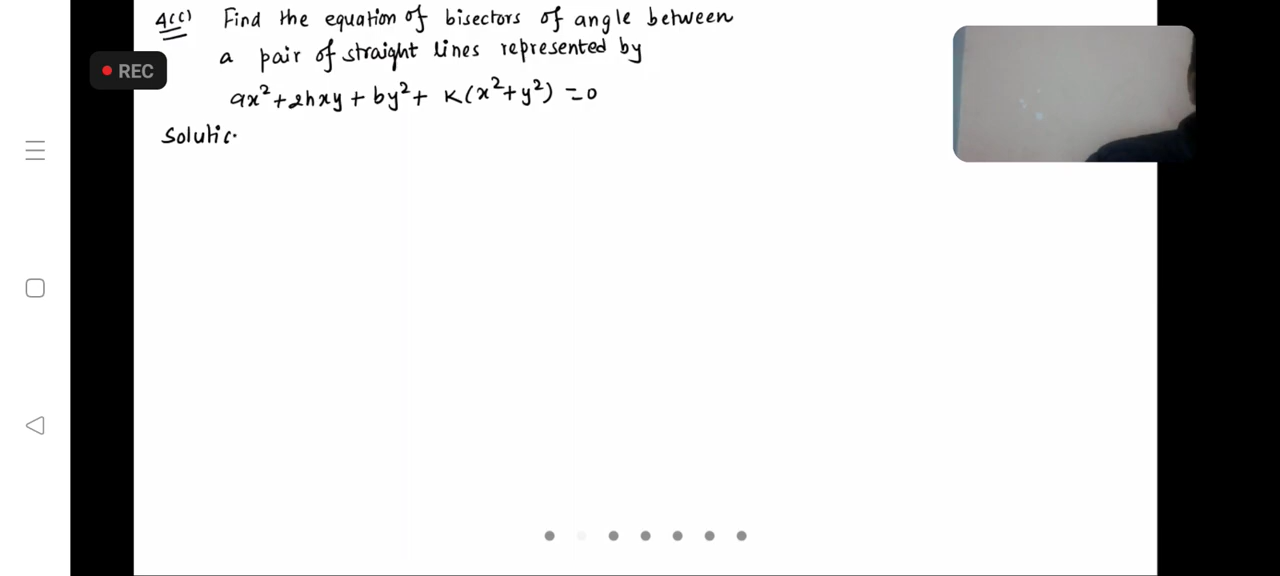 4(c) Find the equation of bisectors of angle between
a pair of straight lines represented by
REC
ax²+2hxy + by²+ K(x²+y²) =0
Solutic